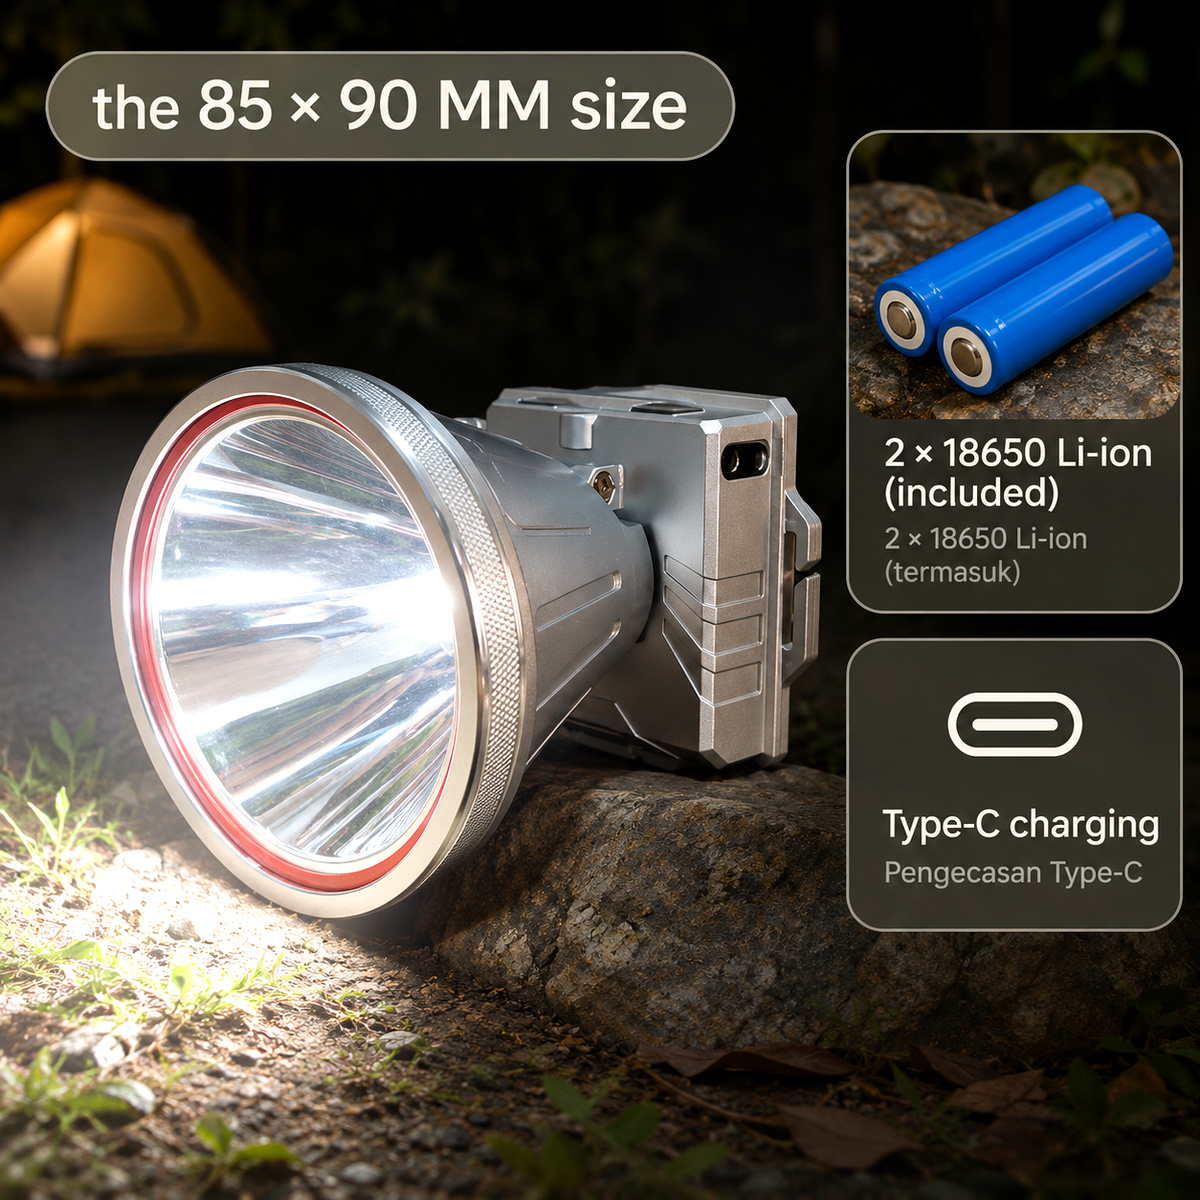 the 85 × 90 MM size
2 × 18650 Li-ion
(included)
2 × 18650 Li-ion
(termasuk)
Type-C charging
Pengecasan Type-C